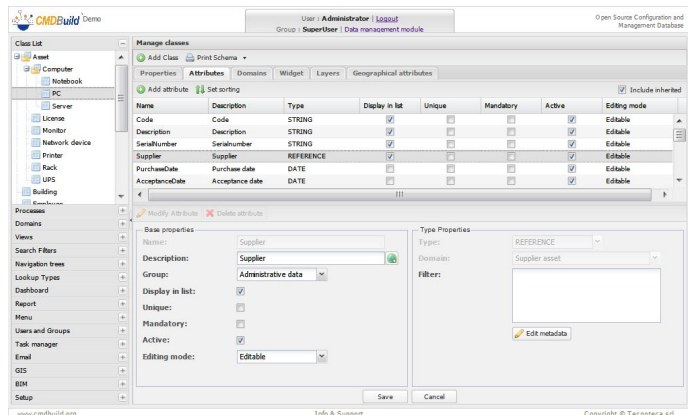 CMDBuild Demo
User : Administrator | Logout
Group : SuperUser | Data management module
Open Source Configuration and
Management Database
Class List
Asset
Computer
Notebook
PC
Server
License
Monitor
Network device
Printer
Rack
UPS
Building
Employee
Processes
Domains
Views
Search Filters
Navigation trees
Lookup Types
Dashboard
Report
Menu
Users and Groups
Task manager
Email
GIS
BIM
Setup
Manage classes
Add Class Print Schema
Properties Attributes Domains Widget Layers Geographical attributes
Add attribute Set sorting Include inherited
Name Description Type Display in list Unique Mandatory Active Editing mode
Code Code STRING Editable
Description Description STRING Editable
SerialNumber Serialnumber STRING Editable
Supplier Supplier REFERENCE Editable
PurchaseDate Purchase date DATE Editable
AcceptanceDate Acceptance date DATE Editable
Modify Attribute Delete attribute
Base properties
Name: Supplier
Description: Supplier
Group: Administrative data
Display in list:
Unique:
Mandatory:
Active:
Editing mode: Editable
Type Properties
Type: REFERENCE
Domain: Supplier asset
Filter:
Edit metadata
Save Cancel
www.cmdbuild.org Info & Support Copyright © Tecnoteca srl